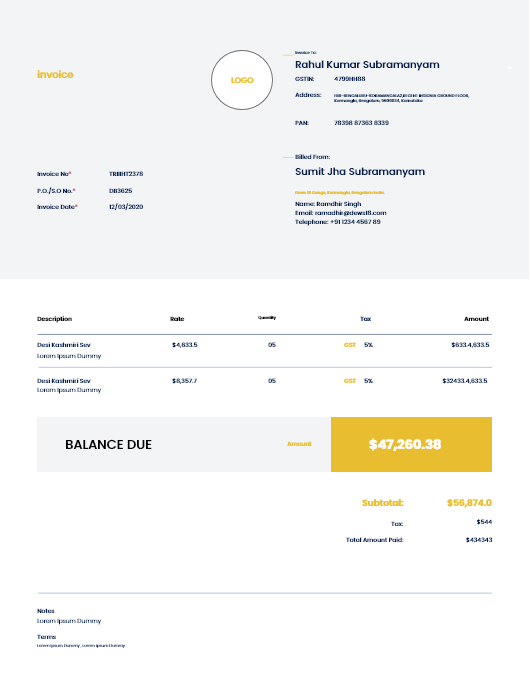 invoice
LOGO
Invoice To:
Rahul Kumar Subramanyam
GSTIN: 4799HH88
Address:
Koramangla, Bengaluru, 5600034, Karnataka
PAN: 78398 87363 8339
Billed From:
Sumit Jha Subramanyam
Name: Ramdhir Singh
Email: ramadhir@dews18.com
Telephone: +91 1234 4567 89
Invoice No* TRIIIHT2378
P.O./S.O No.* DB3625
Invoice Date* 12/03/2020
Description Rate Quantity Tax Amount
Desi Kashmiri Sev $4,633.5 05 GST 5% $633.4,633.5
Lorem Ipsum Dummy
Desi Kashmiri Sev $8,357.7 05 GST 5% $32433.4,633.5
Lorem Ipsum Dummy
BALANCE DUE Amount $47,260.38
Subtotal: $56,874.0
Tax: $544
Total Amount Paid: $434343
Notes
Lorem Ipsum Dummy
Terms
Lorem Ipsum Dummy, Lorem Ipsum Dummy